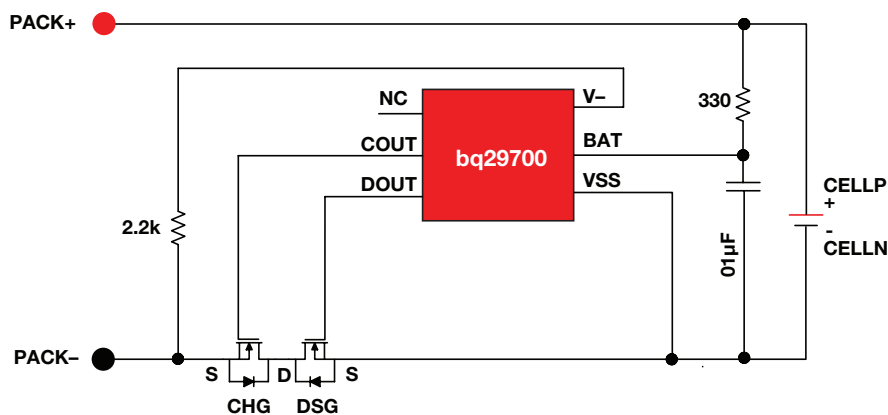 PACK+
NC
V–
330
COUT
bq29700
BAT
DOUT
VSS
CELLP
+
-
CELLN
2.2k
01µF
PACK–
S
D
S
CHG
DSG